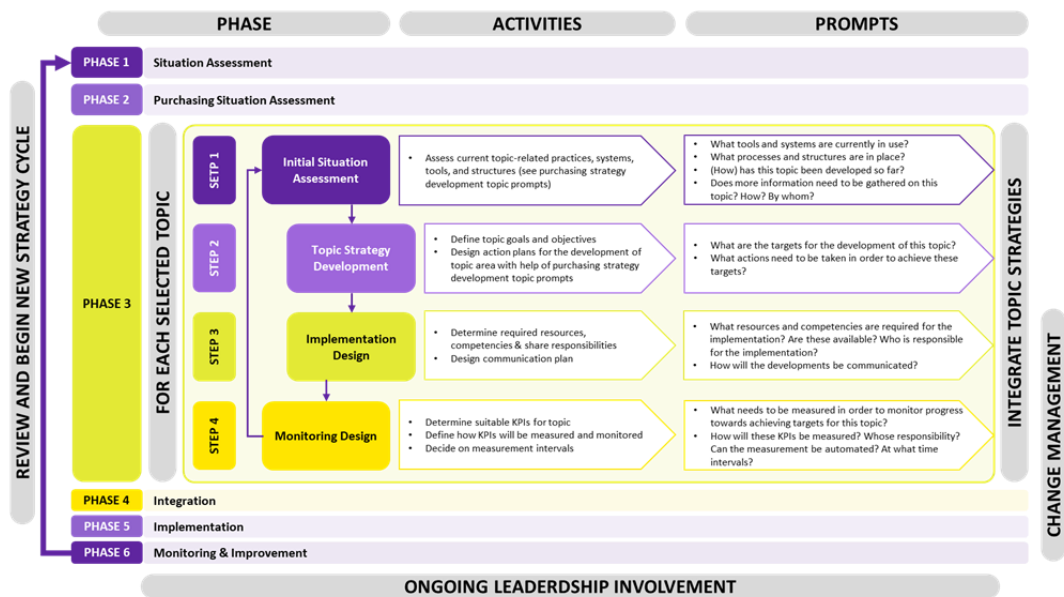 PHASE
ACTIVITIES
PROMPTS
REVIEW AND BEGIN NEW STRATEGY CYCLE
PHASE 1
Situation Assessment
PHASE 2
Purchasing Situation Assessment
PHASE 3
FOR EACH SELECTED TOPIC
SETP 1
Initial Situation
Assessment
• Assess current topic-related practices, systems,
tools, and structures (see purchasing strategy
development topic prompts)
• What tools and systems are currently in use?
• What processes and structures are in place?
• (How) has this topic been developed so far?
• Does more information need to be gathered on this
topic? How? By whom?
STEP 2
Topic Strategy
Development
• Define topic goals and objectives
• Design action plans for the development of
topic area with help of purchasing strategy
development topic prompts
• What are the targets for the development of this topic?
• What actions need to be taken in order to achieve these
targets?
STEP 3
Implementation
Design
• Determine required resources,
competencies & share responsibilities
• Design communication plan
• What resources and competencies are required for the
implementation? Are these available? Who is responsible
for the implementation?
• How will the developments be communicated?
STEP 4
Monitoring Design
• Determine suitable KPIs for topic
• Define how KPIs will be measured and monitored
• Decide on measurement intervals
• What needs to be measured in order to monitor progress
towards achieving targets for this topic?
• How will these KPIs be measured? Whose responsibility?
Can the measurement be automated? At what time
intervals?
INTEGRATE TOPIC STRATEGIES
CHANGE MANAGEMENT
PHASE 4
Integration
PHASE 5
Implementation
PHASE 6
Monitoring & Improvement
ONGOING LEADERDSHIP INVOLVEMENT